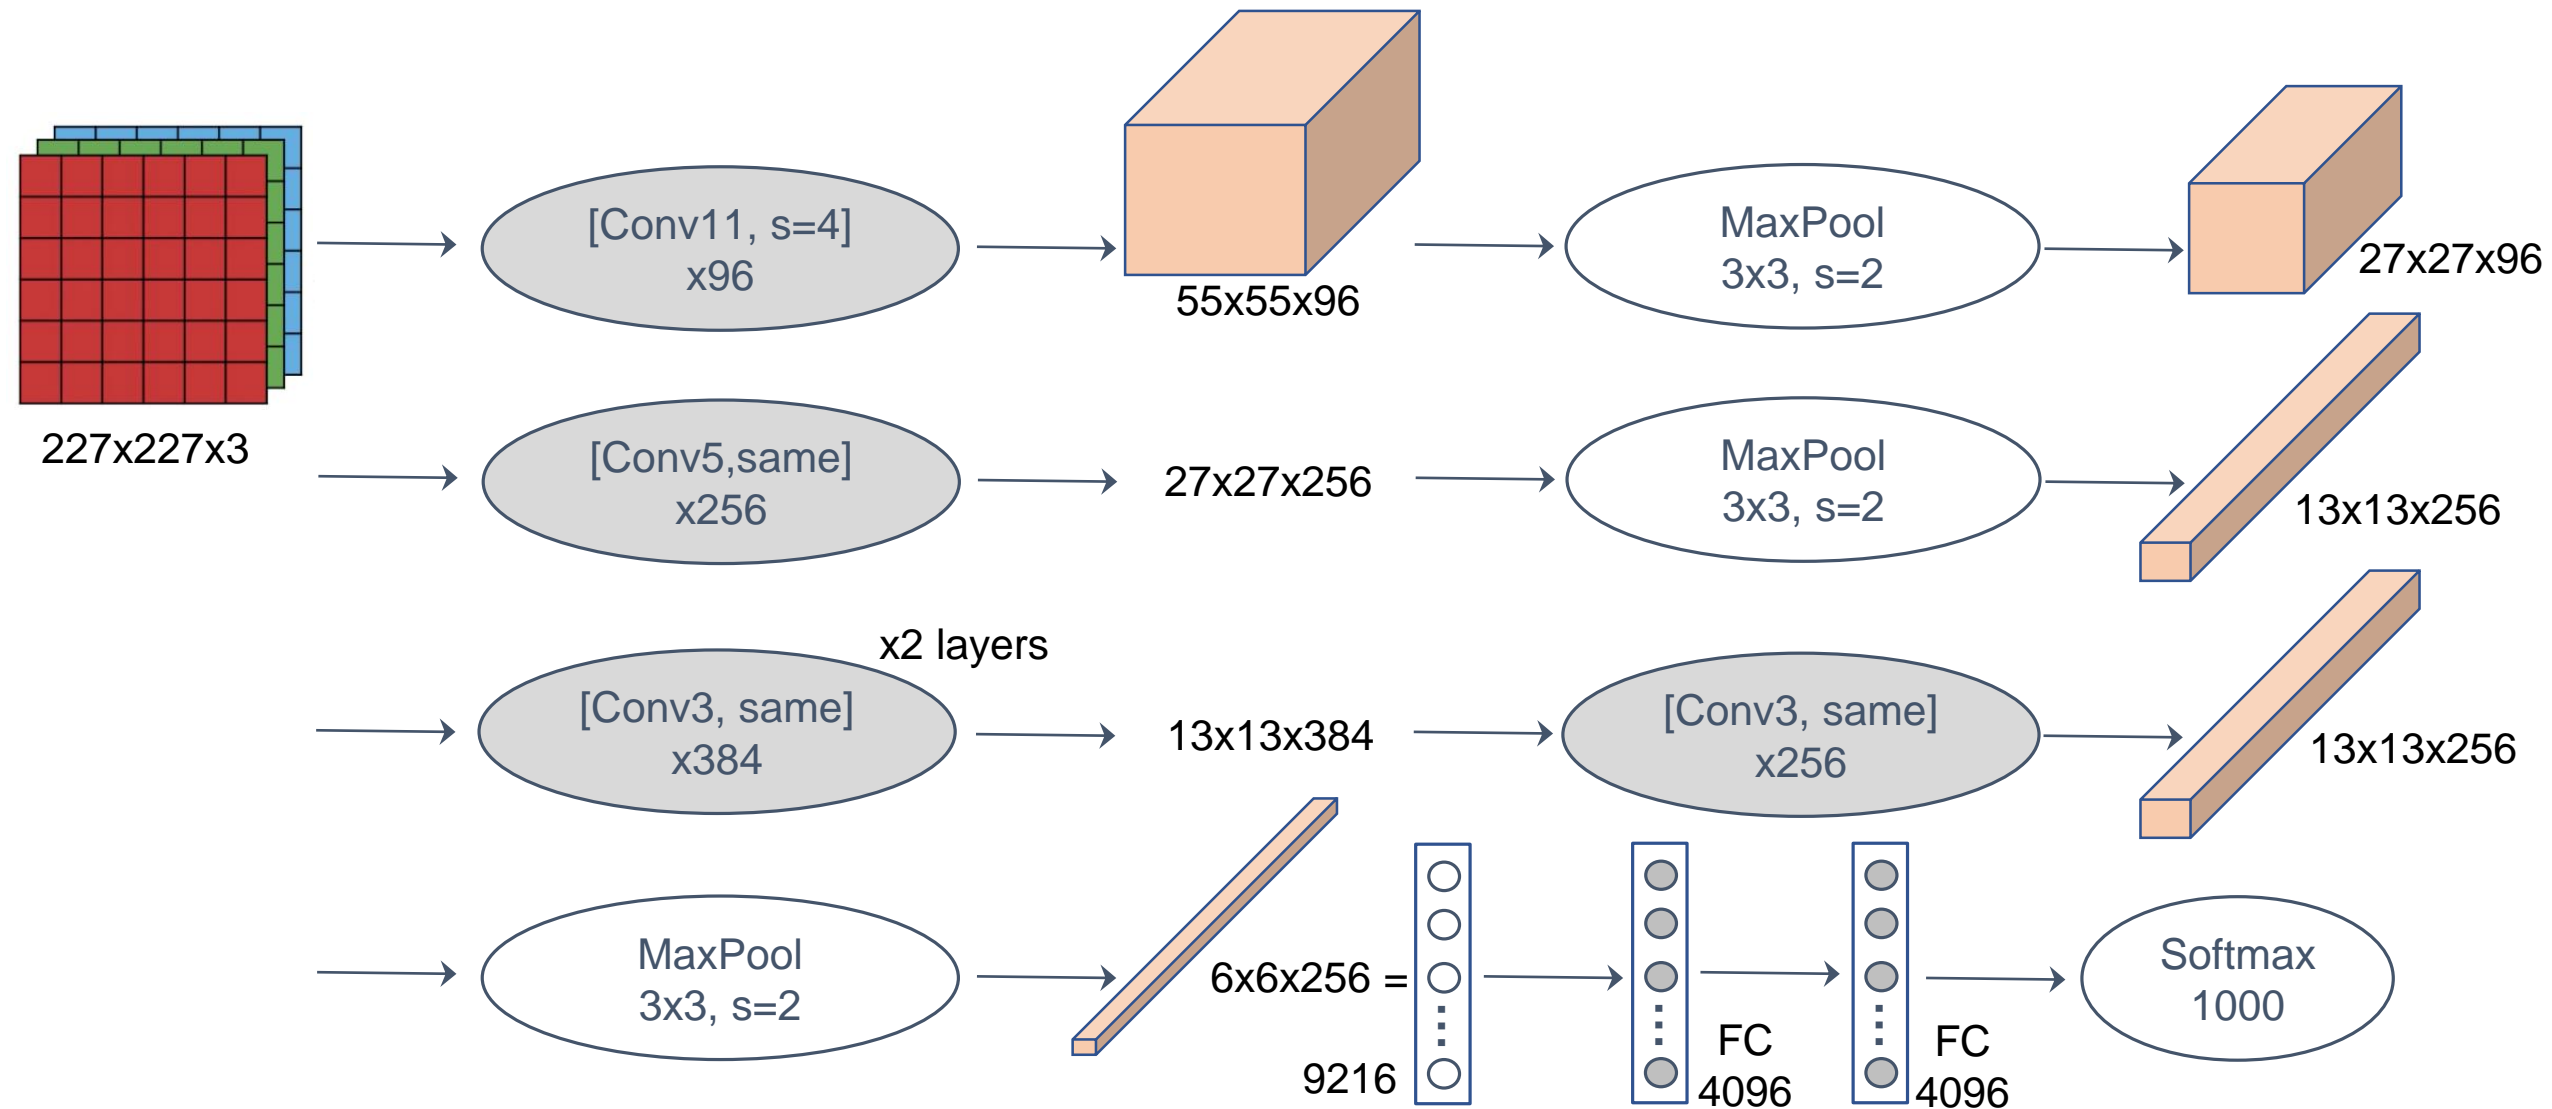 227x227x3
[Conv11, s=4]
x96
55x55x96
MaxPool
3x3, s=2
27x27x96
[Conv5,same]
x256
27x27x256
MaxPool
3x3, s=2
13x13x256
x2 layers
[Conv3, same]
x384
13x13x384
[Conv3, same]
x256
13x13x256
MaxPool
3x3, s=2
6x6x256 =
9216
FC
4096
FC
4096
Softmax
1000